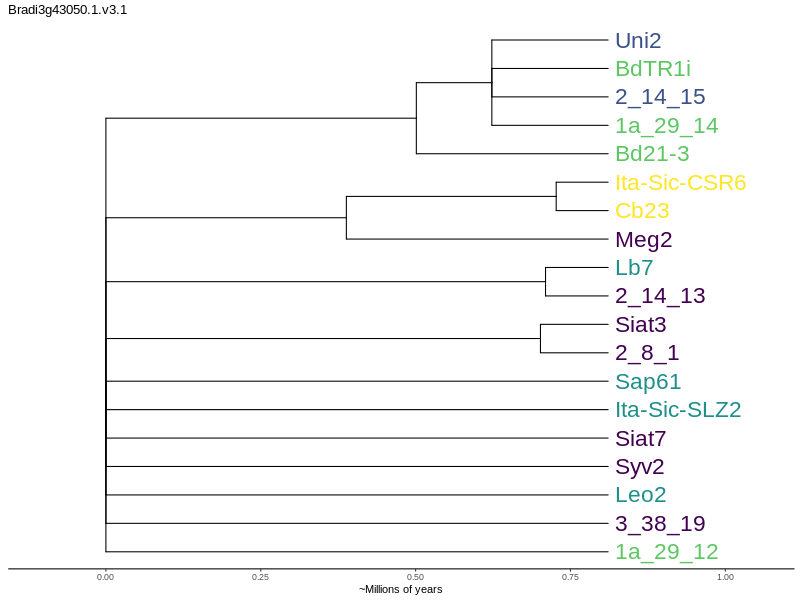 Bradi3g43050.1.v3.1
Uni2
BdTR1i
2_14_15
1a_29_14
Bd21-3
Ita-Sic-CSR6
Cb23
Meg2
Lb7
2_14_13
Siat3
2_8_1
Sap61
Ita-Sic-SLZ2
Siat7
Syv2
Leo2
3_38_19
1a_29_12
0.00 0.25 0.50 0.75 1.00
~Millions of years